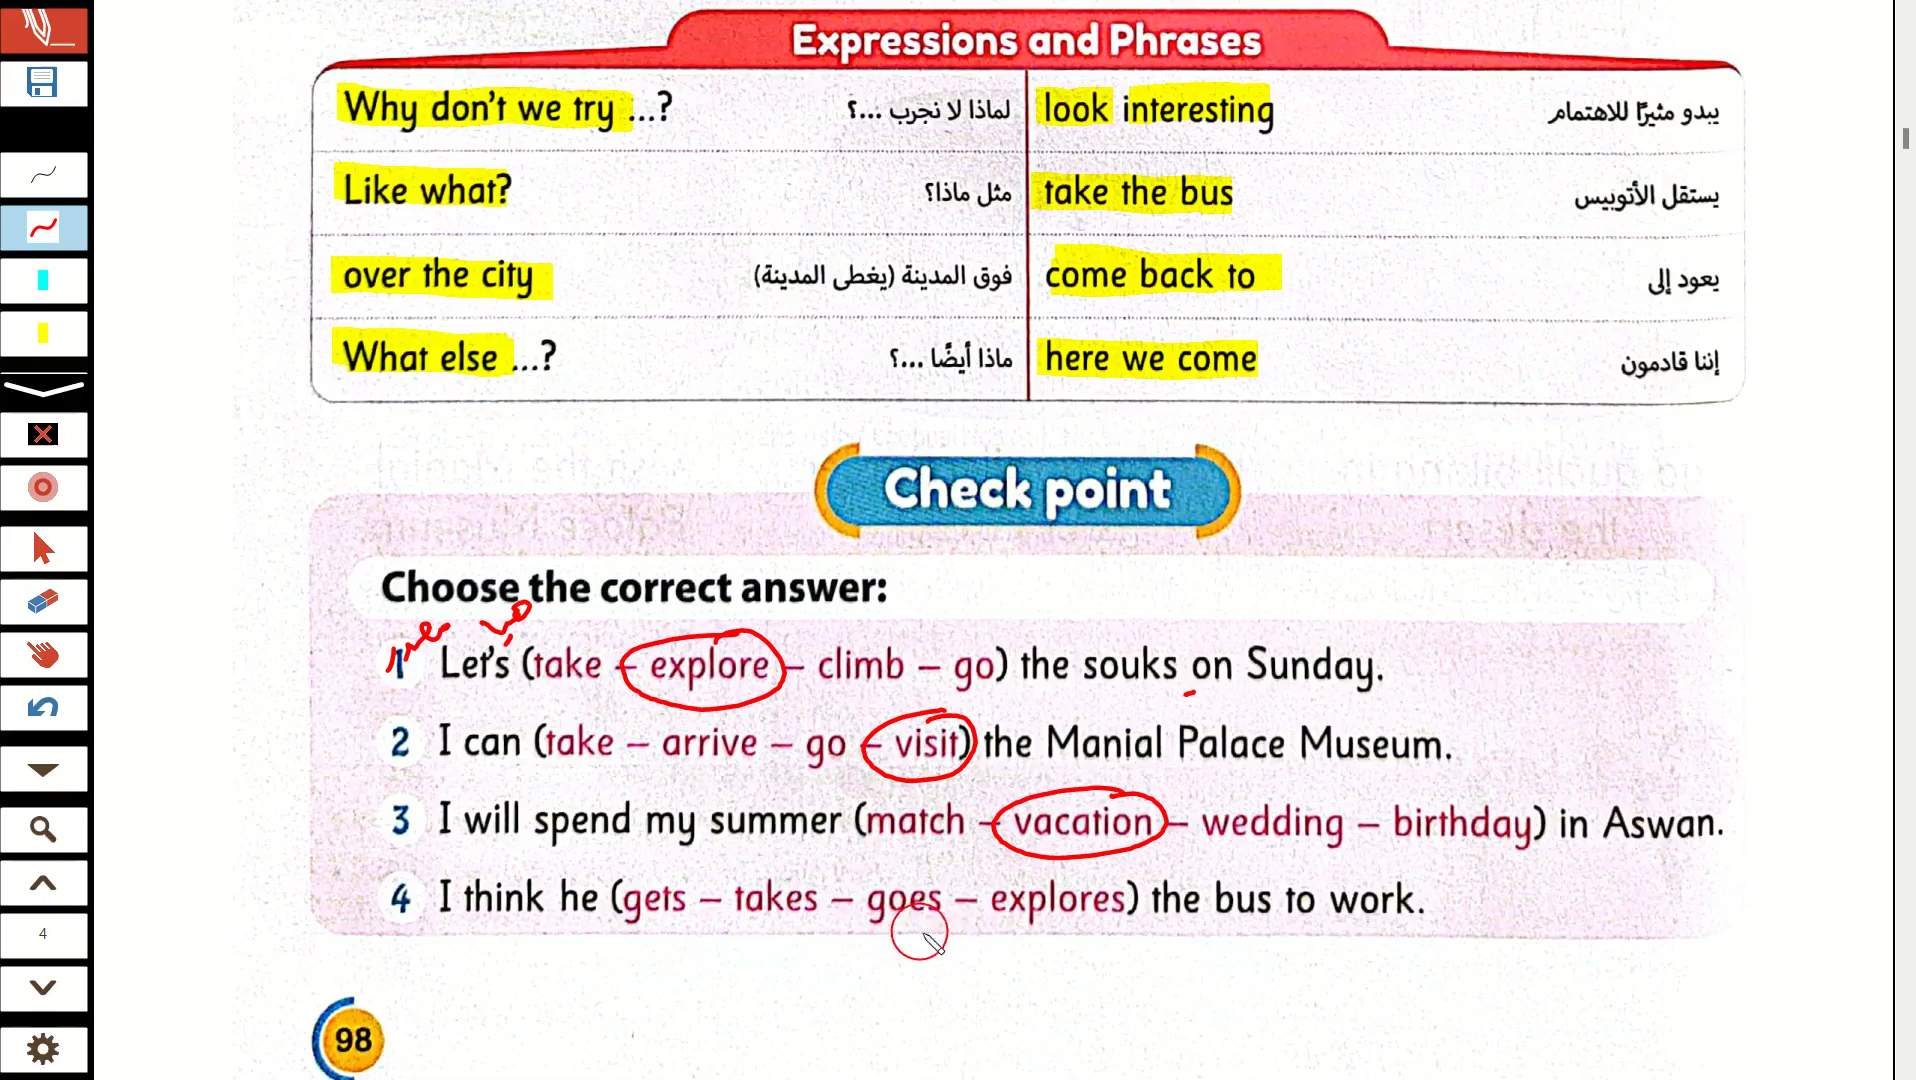 Expressions and Phrases
Why don't we try ...? لماذا لا نجرب ...؟ look interesting يبدو مثيرًا للاهتمام
Like what? مثل ماذا؟ take the bus يستقل الأتوبيس
over the city فوق المدينة (يغطى المدينة) come back to يعود إلى
What else ...? ماذا أيضًا ...؟ here we come إننا قادمون
Check point
Choose the correct answer:
1 Let's (take – explore – climb – go) the souks on Sunday.
2 I can (take – arrive – go – visit) the Manial Palace Museum.
3 I will spend my summer (match – vacation – wedding – birthday) in Aswan.
4 I think he (gets – takes – goes – explores) the bus to work.
98
4